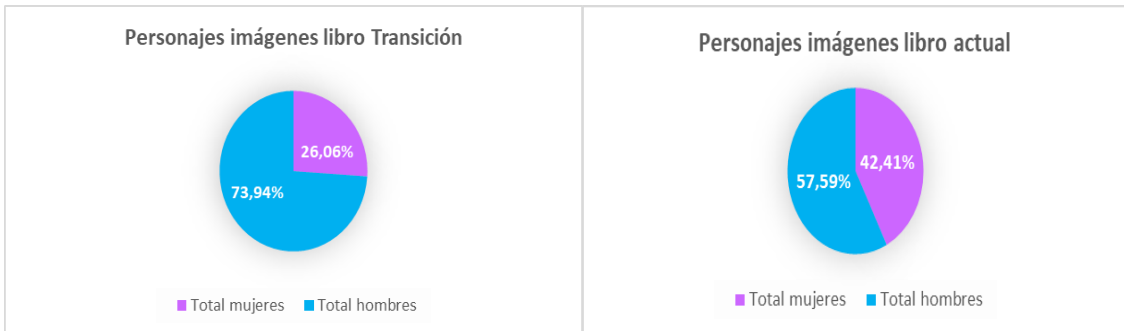 Personajes imágenes libro Transición
26,06%
73,94%
Total mujeres Total hombres
Personajes imágenes libro actual
42,41%
57,59%
Total mujeres Total hombres